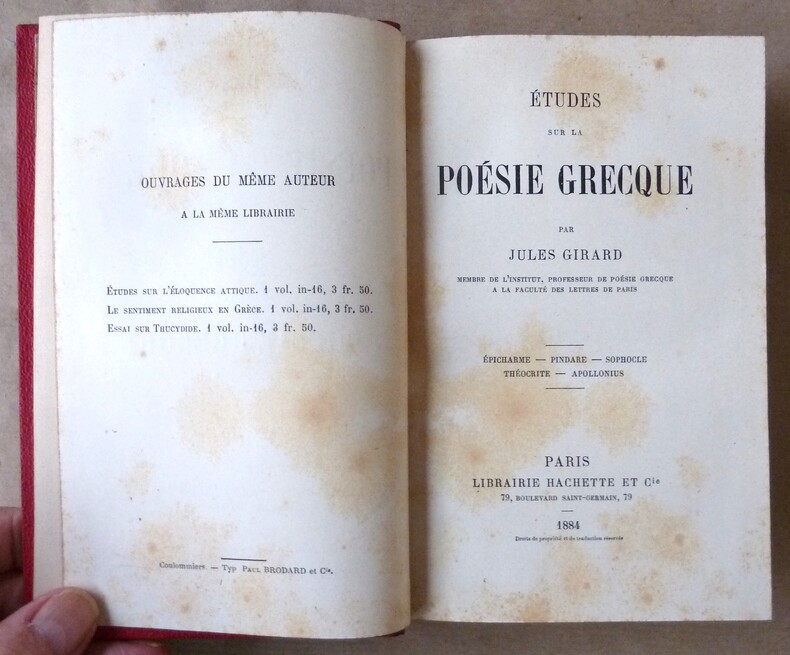 OUVRAGES DU MÊME AUTEUR
A LA MÊME LIBRAIRIE
ÉTUDES SUR L'ÉLOQUENCE ATTIQUE. 1 vol. in-16, 3 fr. 50.
LE SENTIMENT RELIGIEUX EN GRÈCE. 1 vol. in-16, 3 fr. 50.
ESSAI SUR THUCYDIDE. 1 vol. in-16, 3 fr. 50.
Coulommiers. — Typ PAUL BRODARD et Cie.
ÉTUDES
SUR LA
POÉSIE GRECQUE
PAR
JULES GIRARD
MEMBRE DE L'INSTITUT, PROFESSEUR DE POÉSIE GRECQUE
A LA FACULTÉ DES LETTRES DE PARIS
ÉPICHARME — PINDARE — SOPHOCLE
THÉOCRITE — APOLLONIUS
PARIS
LIBRAIRIE HACHETTE ET Cie
79, BOULEVARD SAINT-GERMAIN, 79
1884
Droits de propriété et de traduction réservés